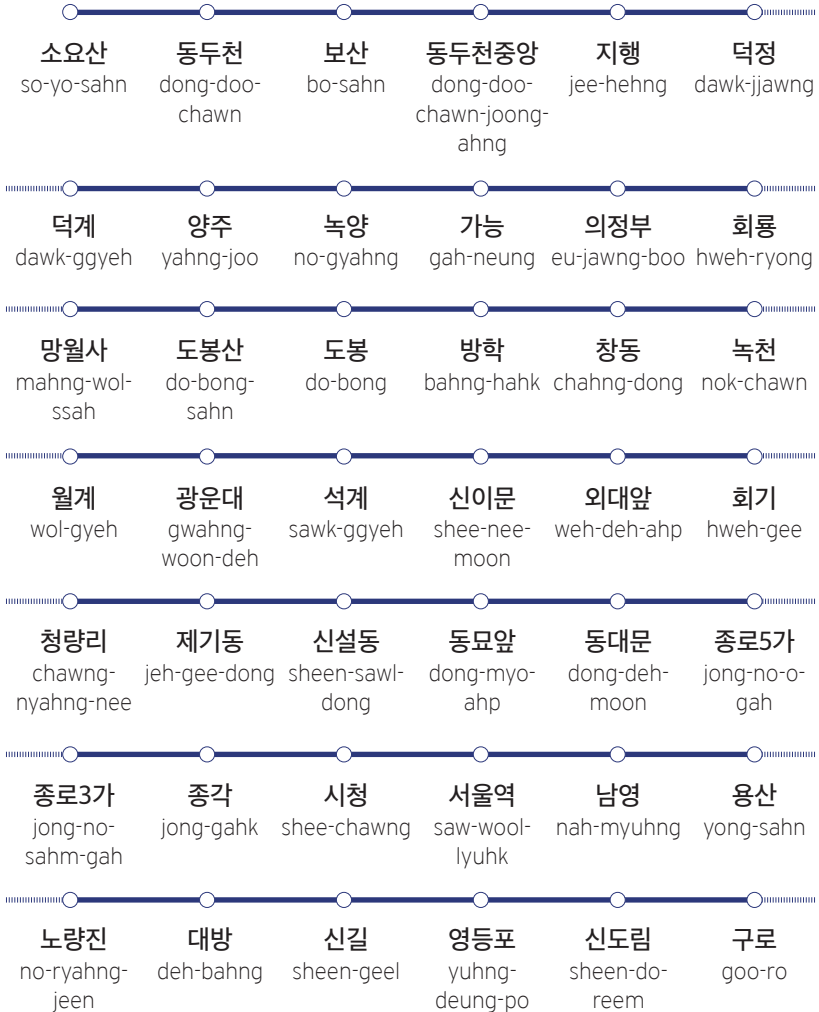 소요산 동두천 보산 동두천중앙 지행 덕정
so-yo-sahn dong-doo- bo-sahn dong-doo- jee-hehng dawk-jjawng
chawn chawn-joong-
ahng
덕계 양주 녹양 가능 의정부 회룡
dawk-ggyeh yahng-joo no-gyahng gah-neung eu-jawng-boo hweh-ryong
망월사 도봉산 도봉 방학 창동 녹천
mahng-wol- do-bong- do-bong bahng-hahk chahng-dong nok-chawn
ssah sahn
월계 광운대 석계 신이문 외대앞 회기
wol-gyeh gwahng- sawk-ggyeh shee-nee- weh-deh-ahp hweh-gee
woon-deh moon
청량리 제기동 신설동 동묘앞 동대문 종로5가
chawng- jeh-gee-dong sheen-sawl- dong-myo- dong-deh- jong-no-o-
nyahng-nee dong ahp moon gah
종로3가 종각 시청 서울역 남영 용산
jong-no- jong-gahk shee-chawng saw-wool- nah-myuhng yong-sahn
sahm-gah lyuhk
노량진 대방 신길 영등포 신도림 구로
no-ryahng- deh-bahng sheen-geel yuhng- sheen-do- goo-ro
jeen deung-po reem